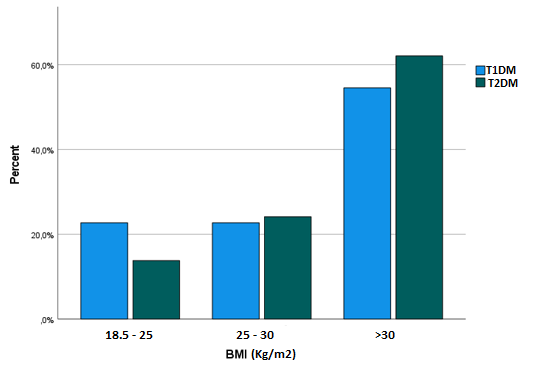 T1DM
T2DM
Percent
60,0%
40,0%
20,0%
,0%
18.5 - 25
25 - 30
>30
BMI (Kg/m2)